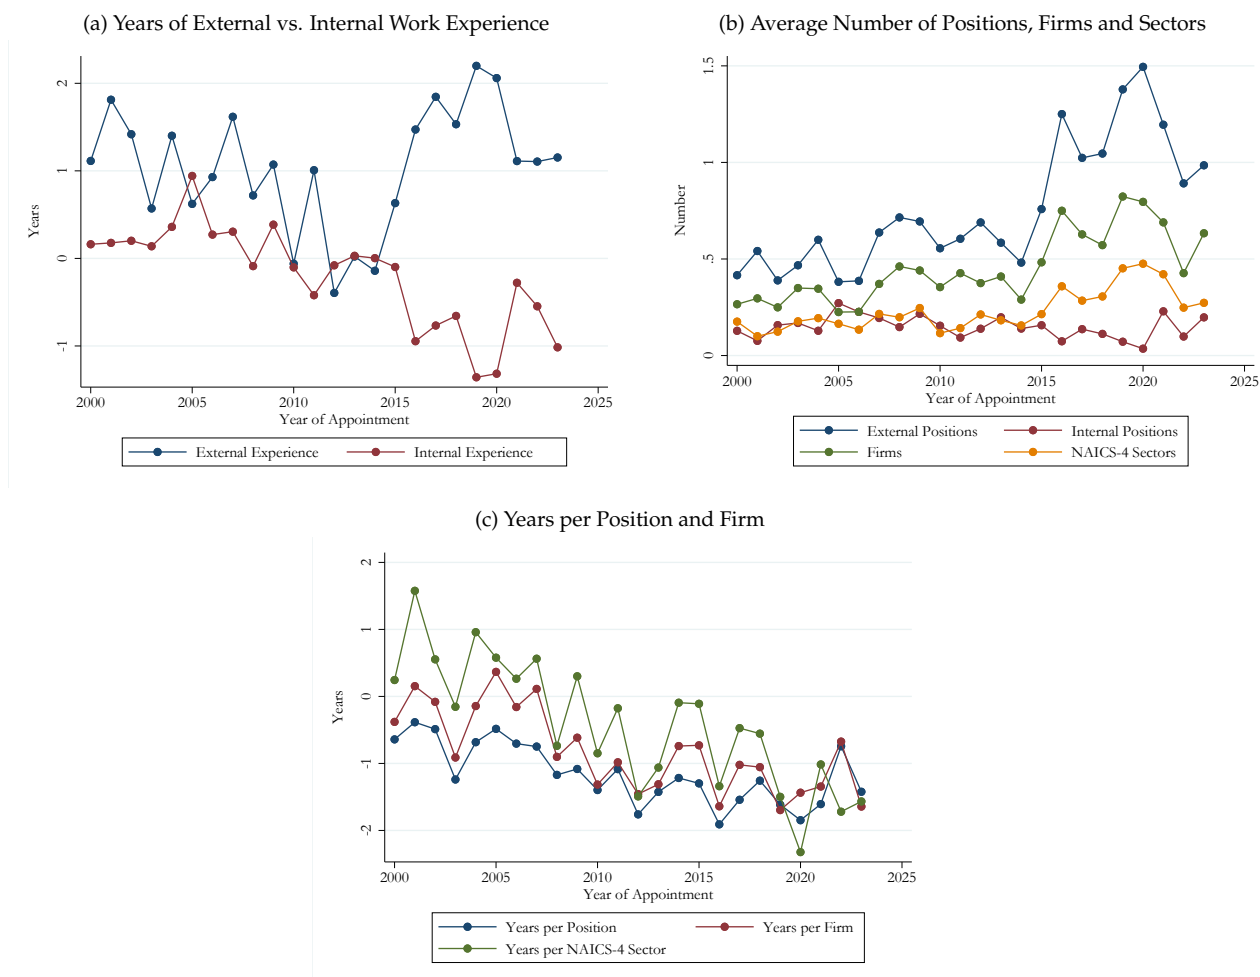 (a) Years of External vs. Internal Work Experience
Years
2
1
0
-1
2000 2005 2010 2015 2020 2025
Year of Appointment
External Experience Internal Experience
(b) Average Number of Positions, Firms and Sectors
Number
1.5
1
.5
0
2000 2005 2010 2015 2020 2025
Year of Appointment
External Positions Internal Positions
Firms NAICS-4 Sectors
(c) Years per Position and Firm
Years
2
1
0
-1
-2
2000 2005 2010 2015 2020 2025
Year of Appointment
Years per Position Years per Firm
Years per NAICS-4 Sector